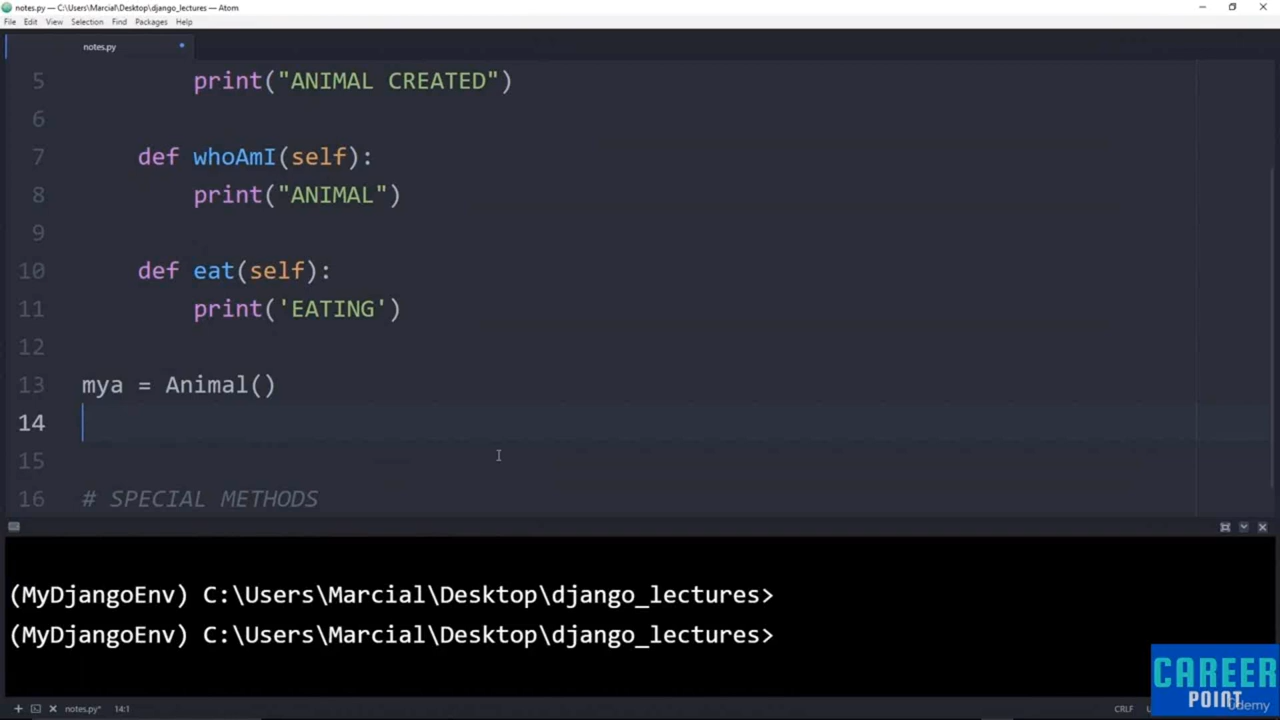 notes.py — C:\Users\Marcial\Desktop\django_lectures — Atom
File Edit View Selection Find Packages Help
notes.py
5 print("ANIMAL CREATED")
6
7 def whoAmI(self):
8 print("ANIMAL")
9
10 def eat(self):
11 print('EATING')
12
13 mya = Animal()
14
15
16 # SPECIAL METHODS
(MyDjangoEnv) C:\Users\Marcial\Desktop\django_lectures>
(MyDjangoEnv) C:\Users\Marcial\Desktop\django_lectures>
CAREER
POINT
Udemy
notes.py* 14:1 CRLF